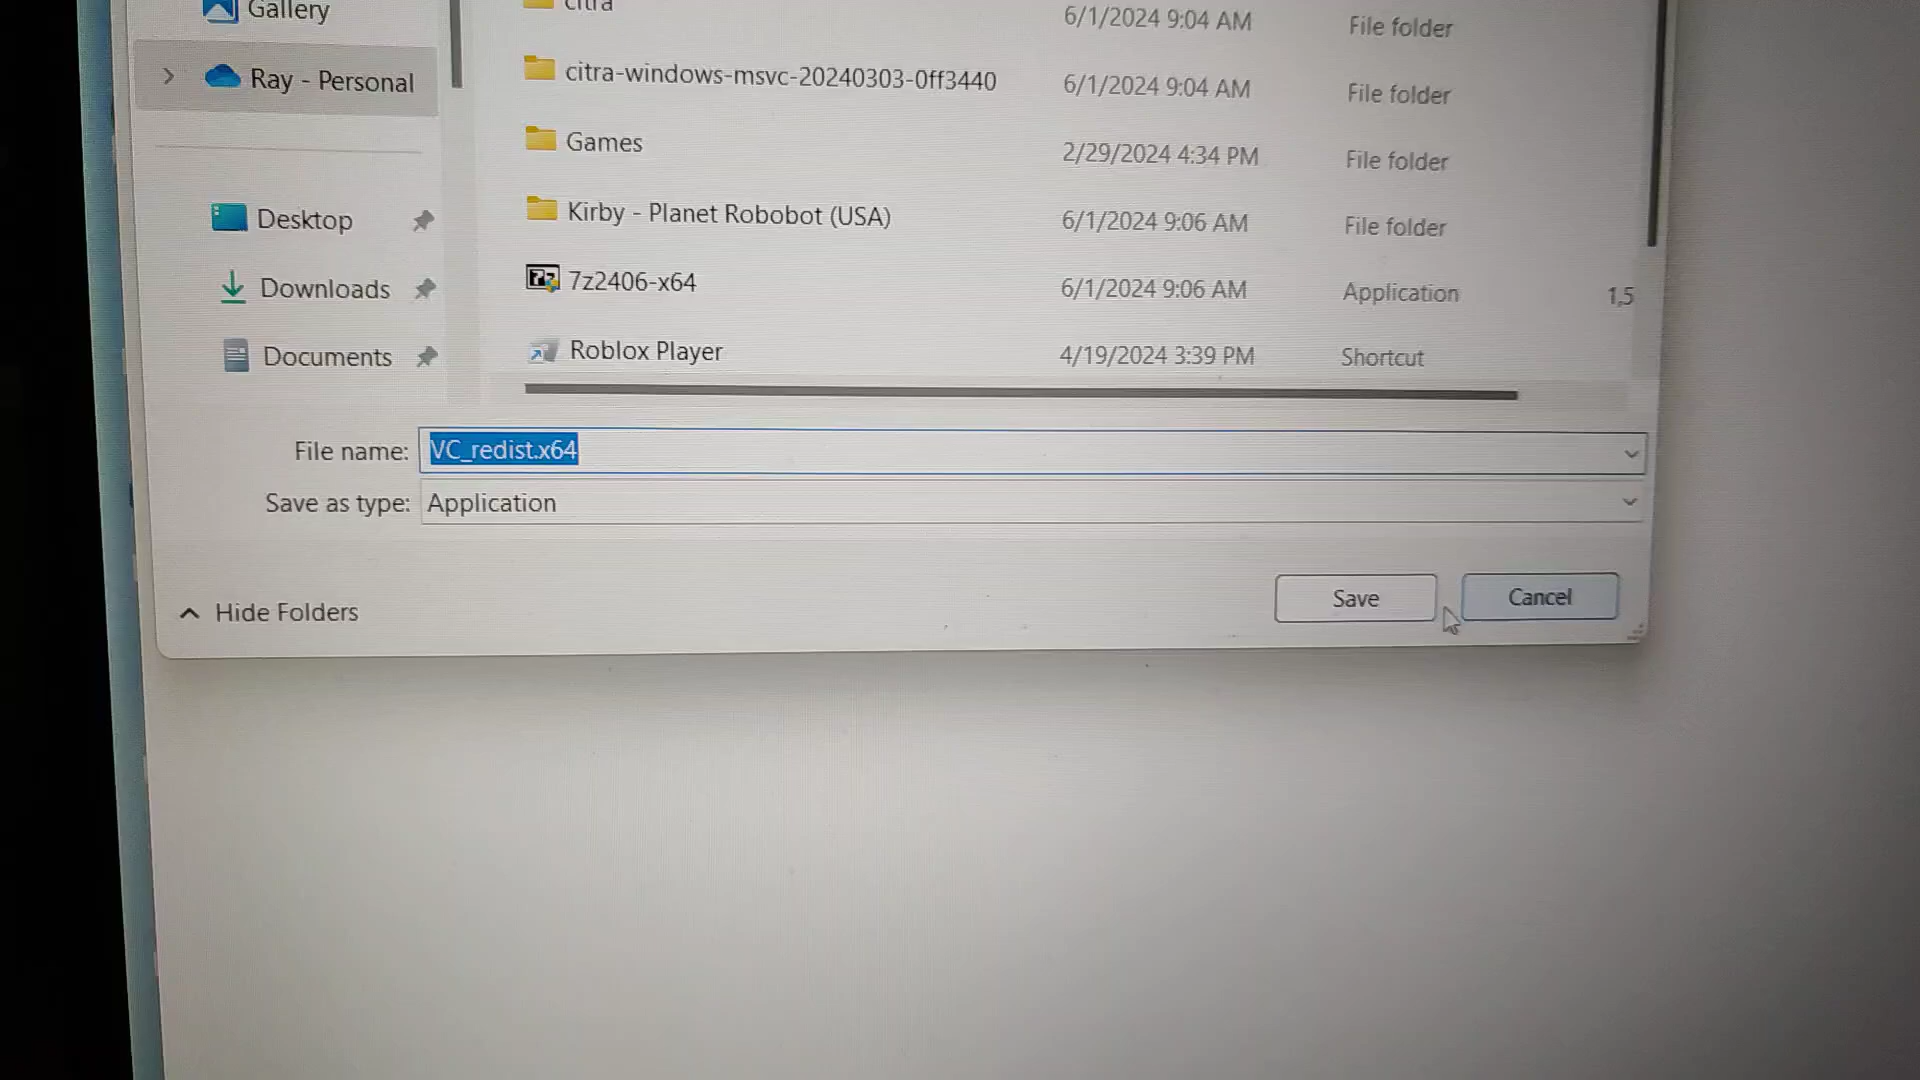 Gallery
Ray - Personal
Desktop
Downloads
Documents
citra 6/1/2024 9:04 AM File folder
citra-windows-msvc-20240303-0ff3440 6/1/2024 9:04 AM File folder
Games 2/29/2024 4:34 PM File folder
Kirby - Planet Robobot (USA) 6/1/2024 9:06 AM File folder
7z2406-x64 6/1/2024 9:06 AM Application 1,5
Roblox Player 4/19/2024 3:39 PM Shortcut
File name: VC_redist.x64
Save as type: Application
Hide Folders
Save Cancel